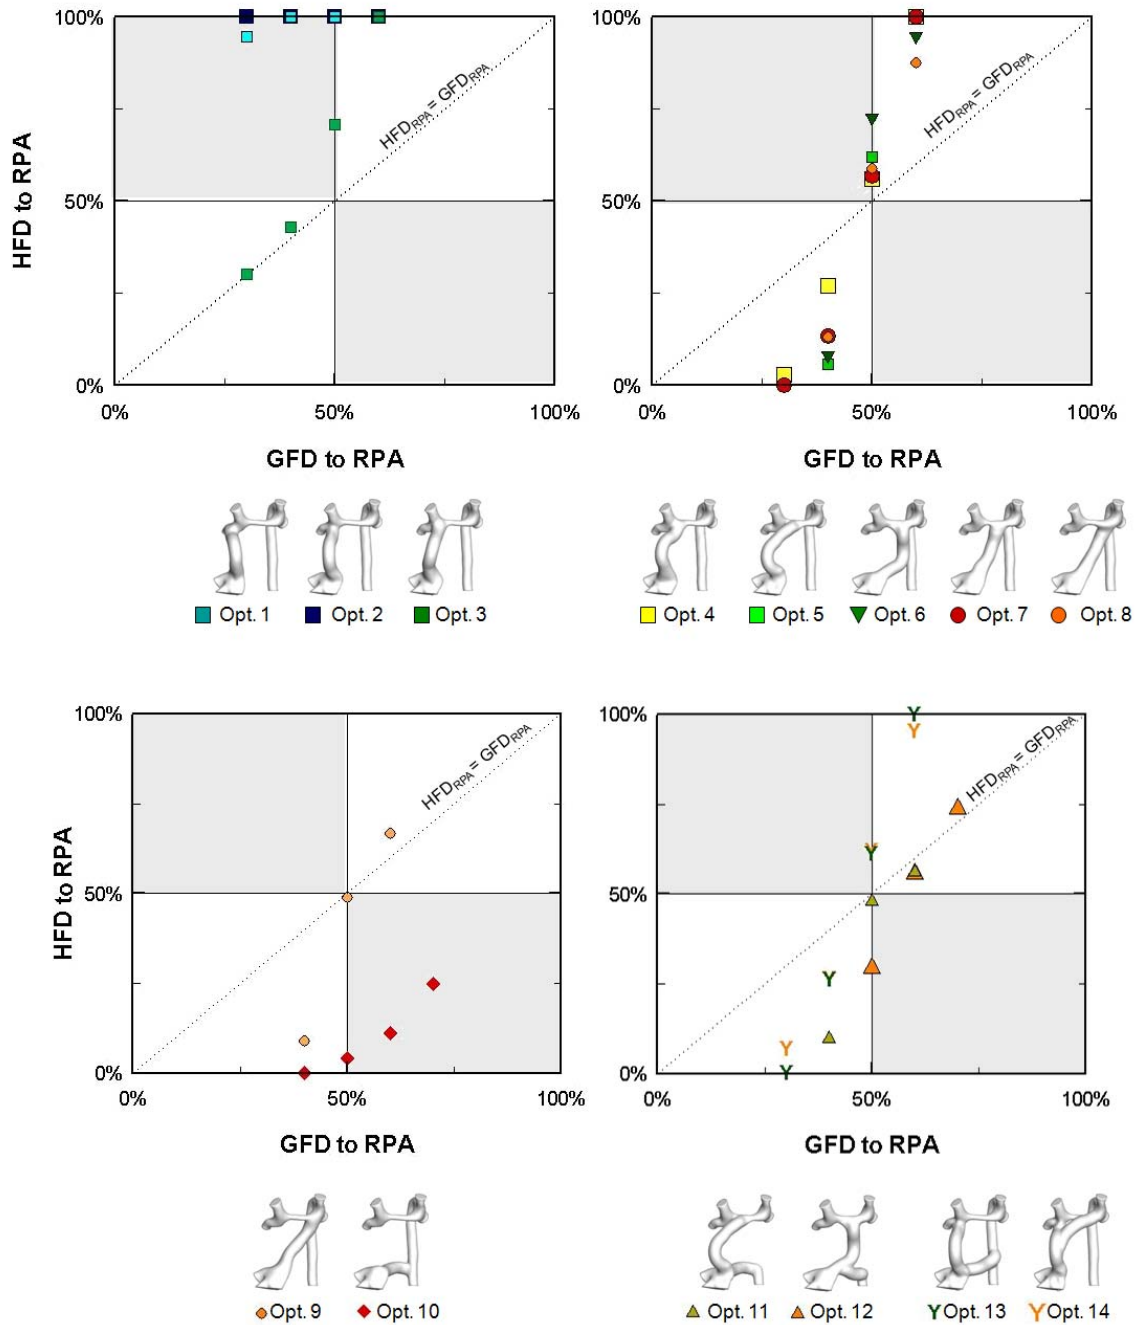 100%
50%
0%
0%
50%
100%
HFD to RPA
GFD to RPA
HFD_RPA = GFD_RPA
100%
50%
0%
0%
50%
100%
GFD to RPA
HFD_RPA = GFD_RPA
Opt. 1
Opt. 2
Opt. 3
Opt. 4
Opt. 5
Opt. 6
Opt. 7
Opt. 8
100%
50%
0%
0%
50%
100%
HFD to RPA
GFD to RPA
HFD_RPA = GFD_RPA
100%
50%
0%
0%
50%
100%
GFD to RPA
HFD_RPA = GFD_RPA
Opt. 9
Opt. 10
Opt. 11
Opt. 12
Opt. 13
Opt. 14